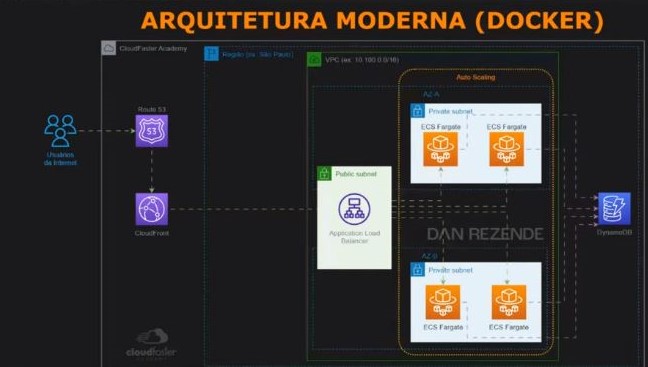 ARQUITETURA MODERNA (DOCKER)
CloudFaster Academy
Região (ex: São Paulo)
VPC (ex: 10.100.0.0/16)
Auto Scaling
AZ-A
Private subnet
ECS Fargate
ECS Fargate
Route 53
53
Usuários
da Internet
Public subnet
CloudFront
Application Load
Balancer
DAN REZENDE
DynamoDB
AZ-B
Private subnet
ECS Fargate
ECS Fargate
cloudfaster